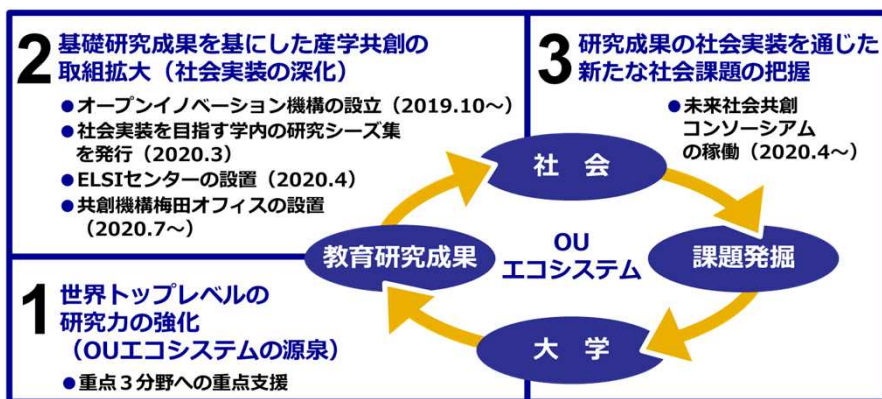 2 基礎研究成果を基にした産学共創の
取組拡大（社会実装の深化）
●オープンイノベーション機構の設立（2019.10～）
●社会実装を目指す学内の研究シーズ集
を発行（2020.3）
●ELSIセンターの設置（2020.4）
●共創機構梅田オフィスの設置
（2020.7～）
3 研究成果の社会実装を通じた
新たな社会課題の把握
●未来社会共創
コンソーシアム
の稼働（2020.4～）
社 会
教育研究成果
OU
エコシステム
課題発掘
大 学
1 世界トップレベルの
研究力の強化
（OUエコシステムの源泉）
●重点３分野への重点支援